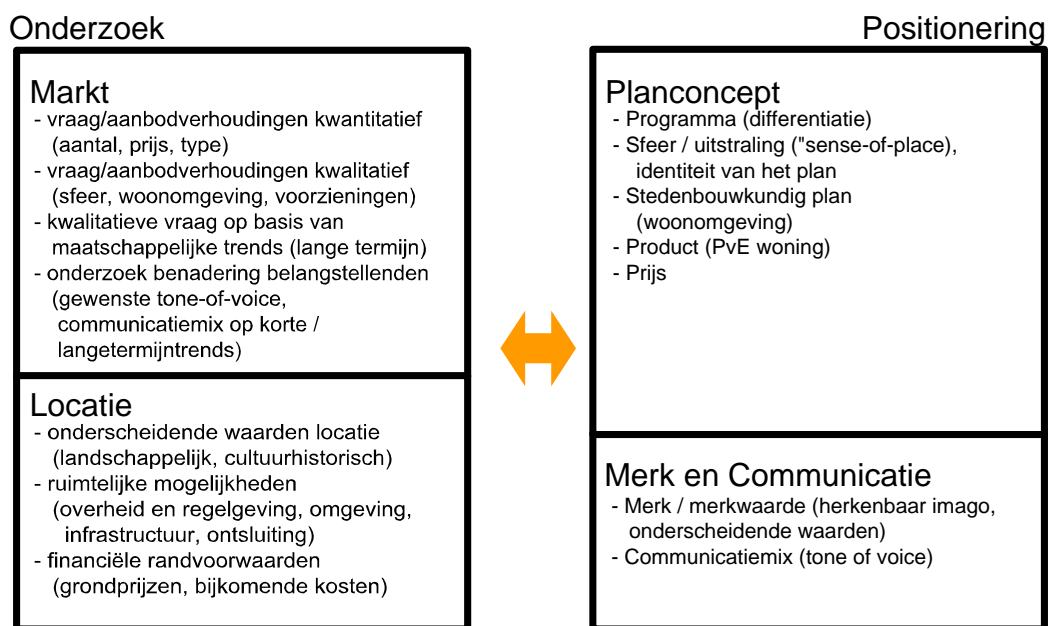 Onderzoek
Markt
- vraag/aanbodverhoudingen kwantitatief
(aantal, prijs, type)
- vraag/aanbodverhoudingen kwalitatief
(sfeer, woonomgeving, voorzieningen)
- kwalitatieve vraag op basis van
maatschappelijke trends (lange termijn)
- onderzoek benadering belangstellenden
(gewenste tone-of-voice,
communicatiemix op korte /
langetermijntrends)
Locatie
- onderscheidende waarden locatie
(landschappelijk, cultuurhistorisch)
- ruimtelijke mogelijkheden
(overheid en regelgeving, omgeving,
infrastructuur, ontsluiting)
- financiële randvoorwaarden
(grondprijzen, bijkomende kosten)
Positionering
Planconcept
- Programma (differentiatie)
- Sfeer / uitstraling ("sense-of-place),
identiteit van het plan
- Stedenbouwkundig plan
(woonomgeving)
- Product (PvE woning)
- Prijs
Merk en Communicatie
- Merk / merkwaarde (herkenbaar imago,
onderscheidende waarden)
- Communicatiemix (tone of voice)